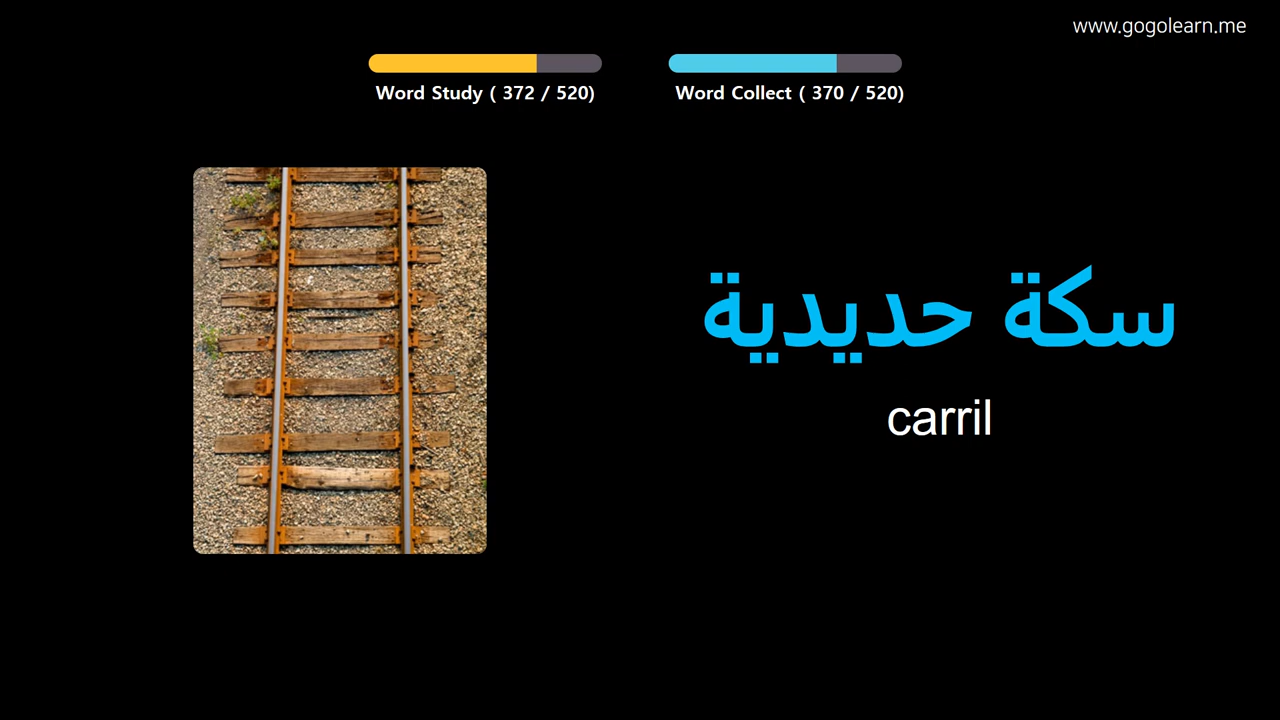 www.gogolearn.me
Word Study ( 372 / 520)
Word Collect ( 370 / 520)
سكة حديدية
carril